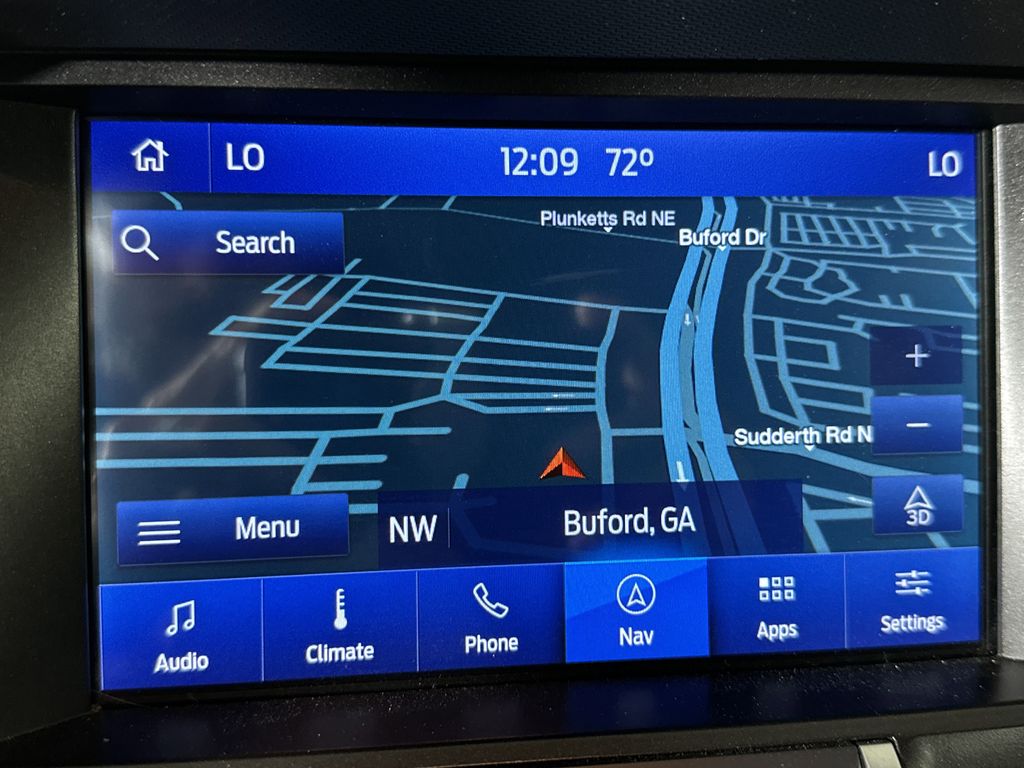 LO 12:09 72° LO
Plunketts Rd NE
Buford Dr
Search
+
Sudderth Rd N
−
3D
Menu
NW Buford, GA
Audio Climate Phone Nav Apps Settings